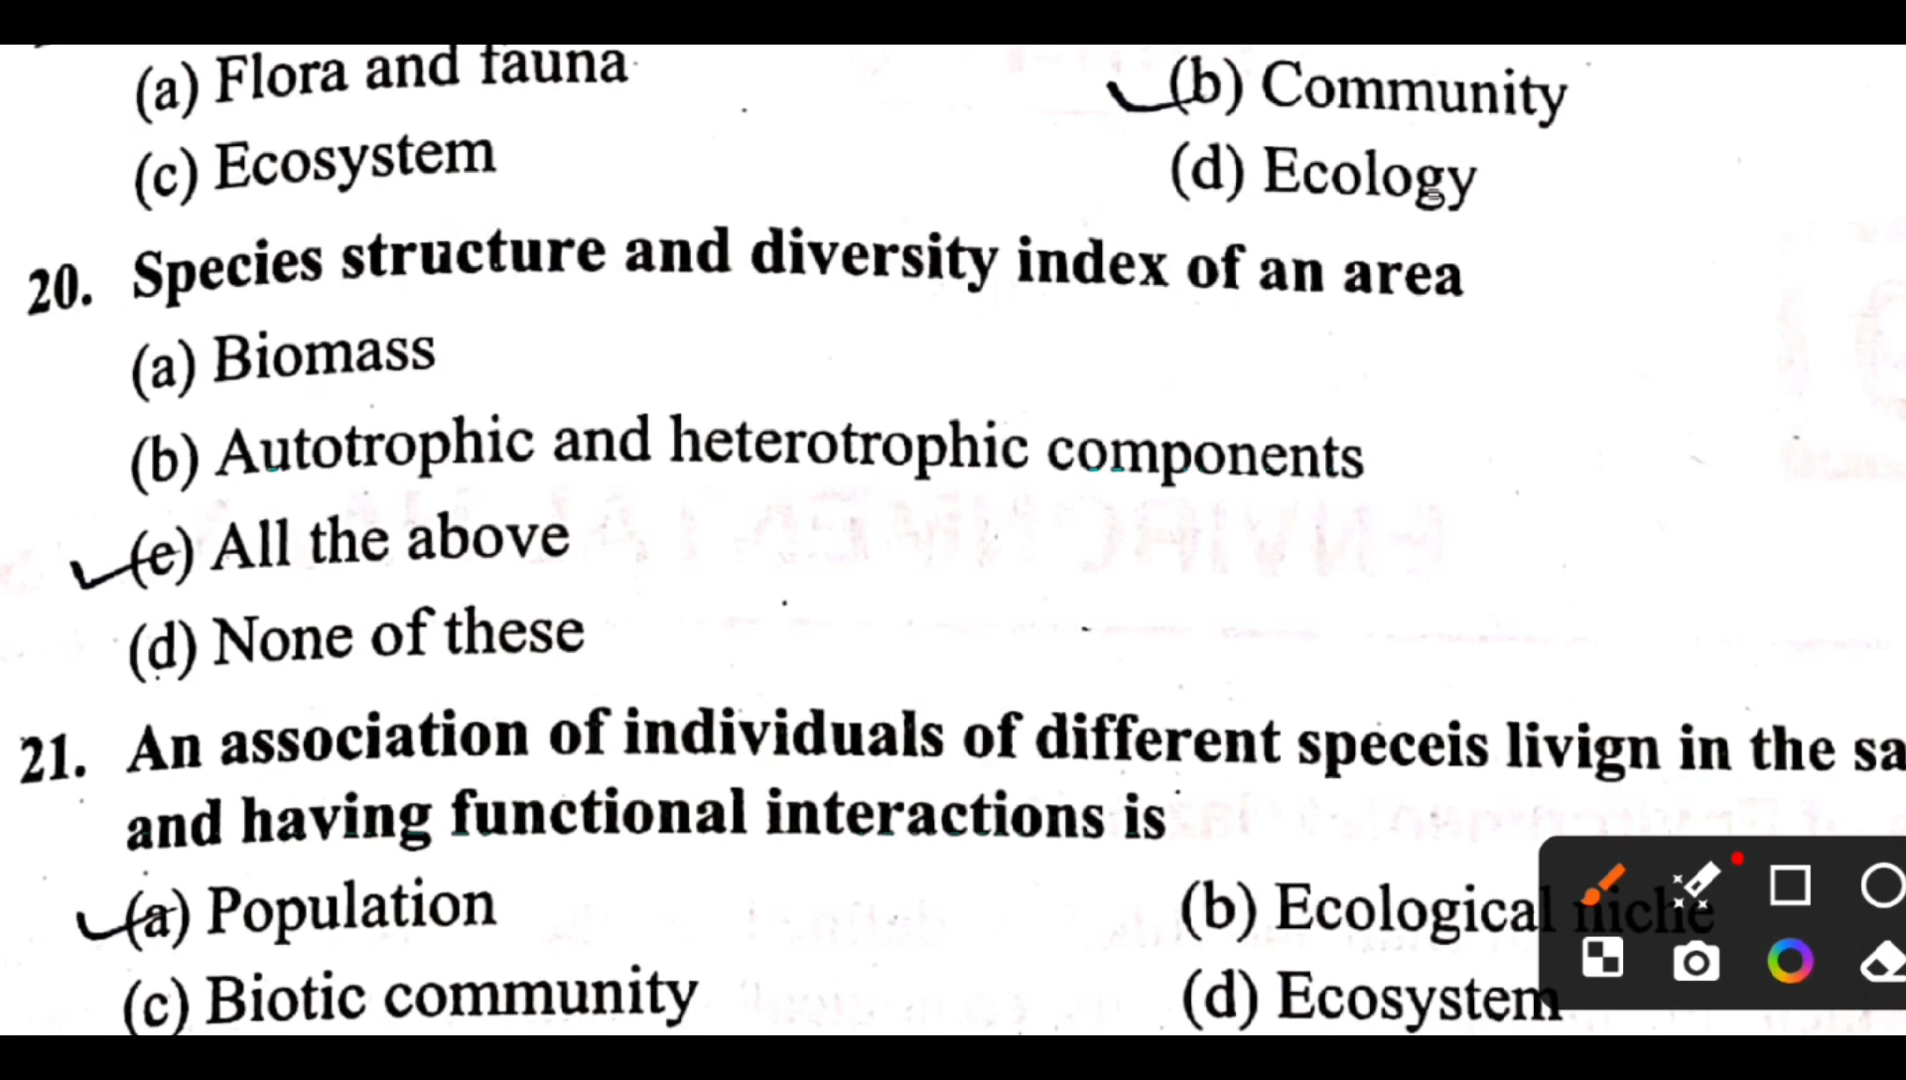 (a) Flora and fauna
(b) Community
(c) Ecosystem
(d) Ecology
20. Species structure and diversity index of an area
(a) Biomass
(b) Autotrophic and heterotrophic components
(c) All the above
(d) None of these
21. An association of individuals of different speceis livign in the sa
and having functional interactions is
(a) Population
(b) Ecological niche
(c) Biotic community
(d) Ecosystem